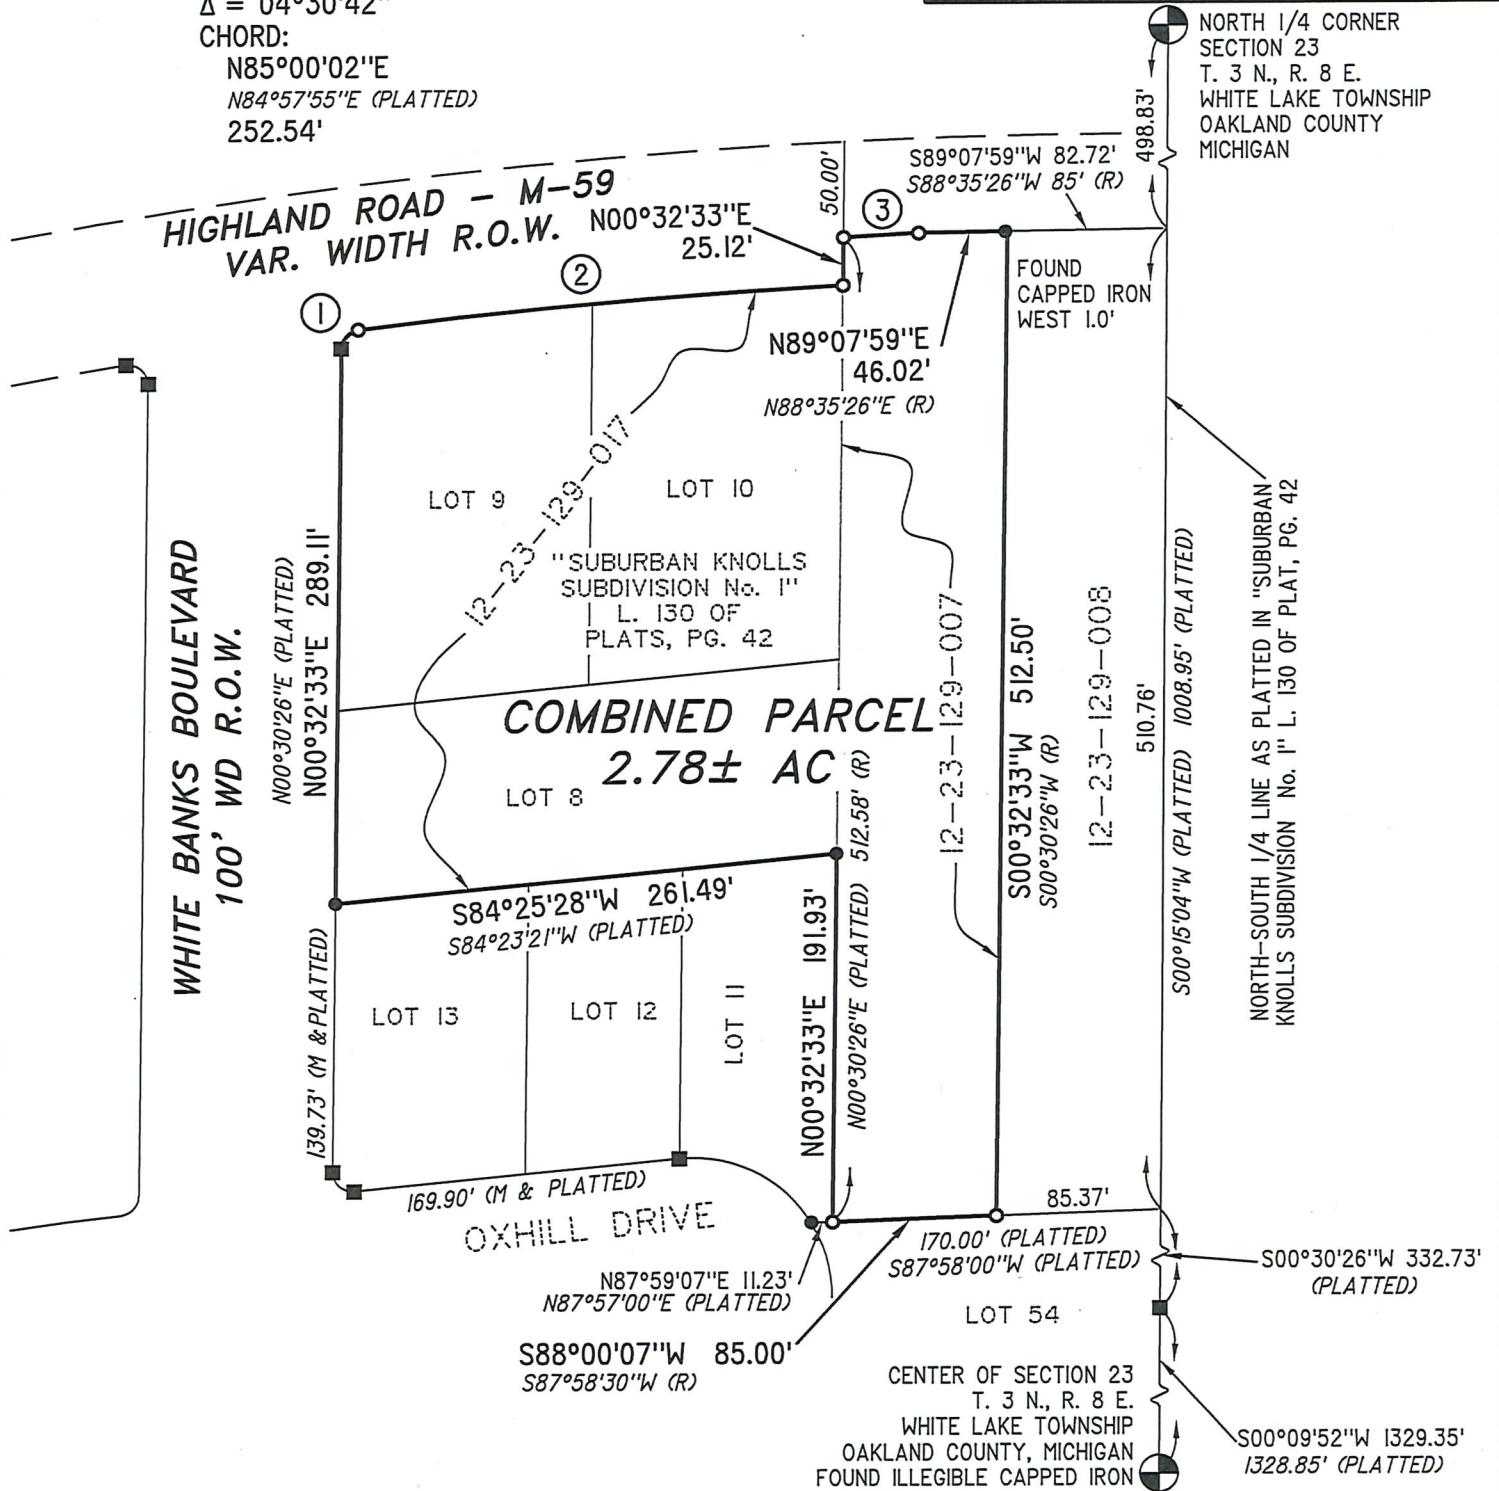 Δ = 04°30'42"
CHORD:
N85°00'02"E
N84°57'55"E (PLATTED)
252.54'
NORTH 1/4 CORNER
SECTION 23
T. 3 N., R. 8 E.
WHITE LAKE TOWNSHIP
OAKLAND COUNTY
MICHIGAN
498.83'
S89°07'59"W 82.72'
S88°35'26"W 85' (R)
50.00'
HIGHLAND ROAD - M-59
VAR. WIDTH R.O.W.
N00°32'33"E
25.12'
1
2
3
FOUND
CAPPED IRON
WEST 1.0'
N89°07'59"E
46.02'
N88°35'26"E (R)
12-23-129-017
LOT 9
LOT 10
"SUBURBAN KNOLLS
SUBDIVISION No. 1"
L. 130 OF
PLATS, PG. 42
WHITE BANKS BOULEVARD
100' WD R.O.W.
N00°30'26"E (PLATTED)
N00°32'33"E 289.11'
COMBINED PARCEL
2.78± AC
LOT 8
512.58' (R)
N00°30'26"E (PLATTED)
12-23-129-007
S00°32'33"W 512.50'
S00°30'26"W (R)
12-23-129-008
510.76'
S00°15'04"W (PLATTED) 1008.95' (PLATTED)
NORTH-SOUTH 1/4 LINE AS PLATTED IN "SUBURBAN
KNOLLS SUBDIVISION No. 1" L. 130 OF PLAT, PG. 42
S84°25'28"W 261.49'
S84°23'21"W (PLATTED)
139.73' (M & PLATTED)
LOT 13
LOT 12
LOT 11
N00°32'33"E 191.93'
169.90' (M & PLATTED)
OXHILL DRIVE
85.37'
170.00' (PLATTED)
S87°58'00"W (PLATTED)
N87°59'07"E 11.23'
N87°57'00"E (PLATTED)
S88°00'07"W 85.00'
S87°58'30"W (R)
LOT 54
S00°30'26"W 332.73'
(PLATTED)
CENTER OF SECTION 23
T. 3 N., R. 8 E.
WHITE LAKE TOWNSHIP
OAKLAND COUNTY, MICHIGAN
FOUND ILLEGIBLE CAPPED IRON
S00°09'52"W 1329.35'
1328.85' (PLATTED)